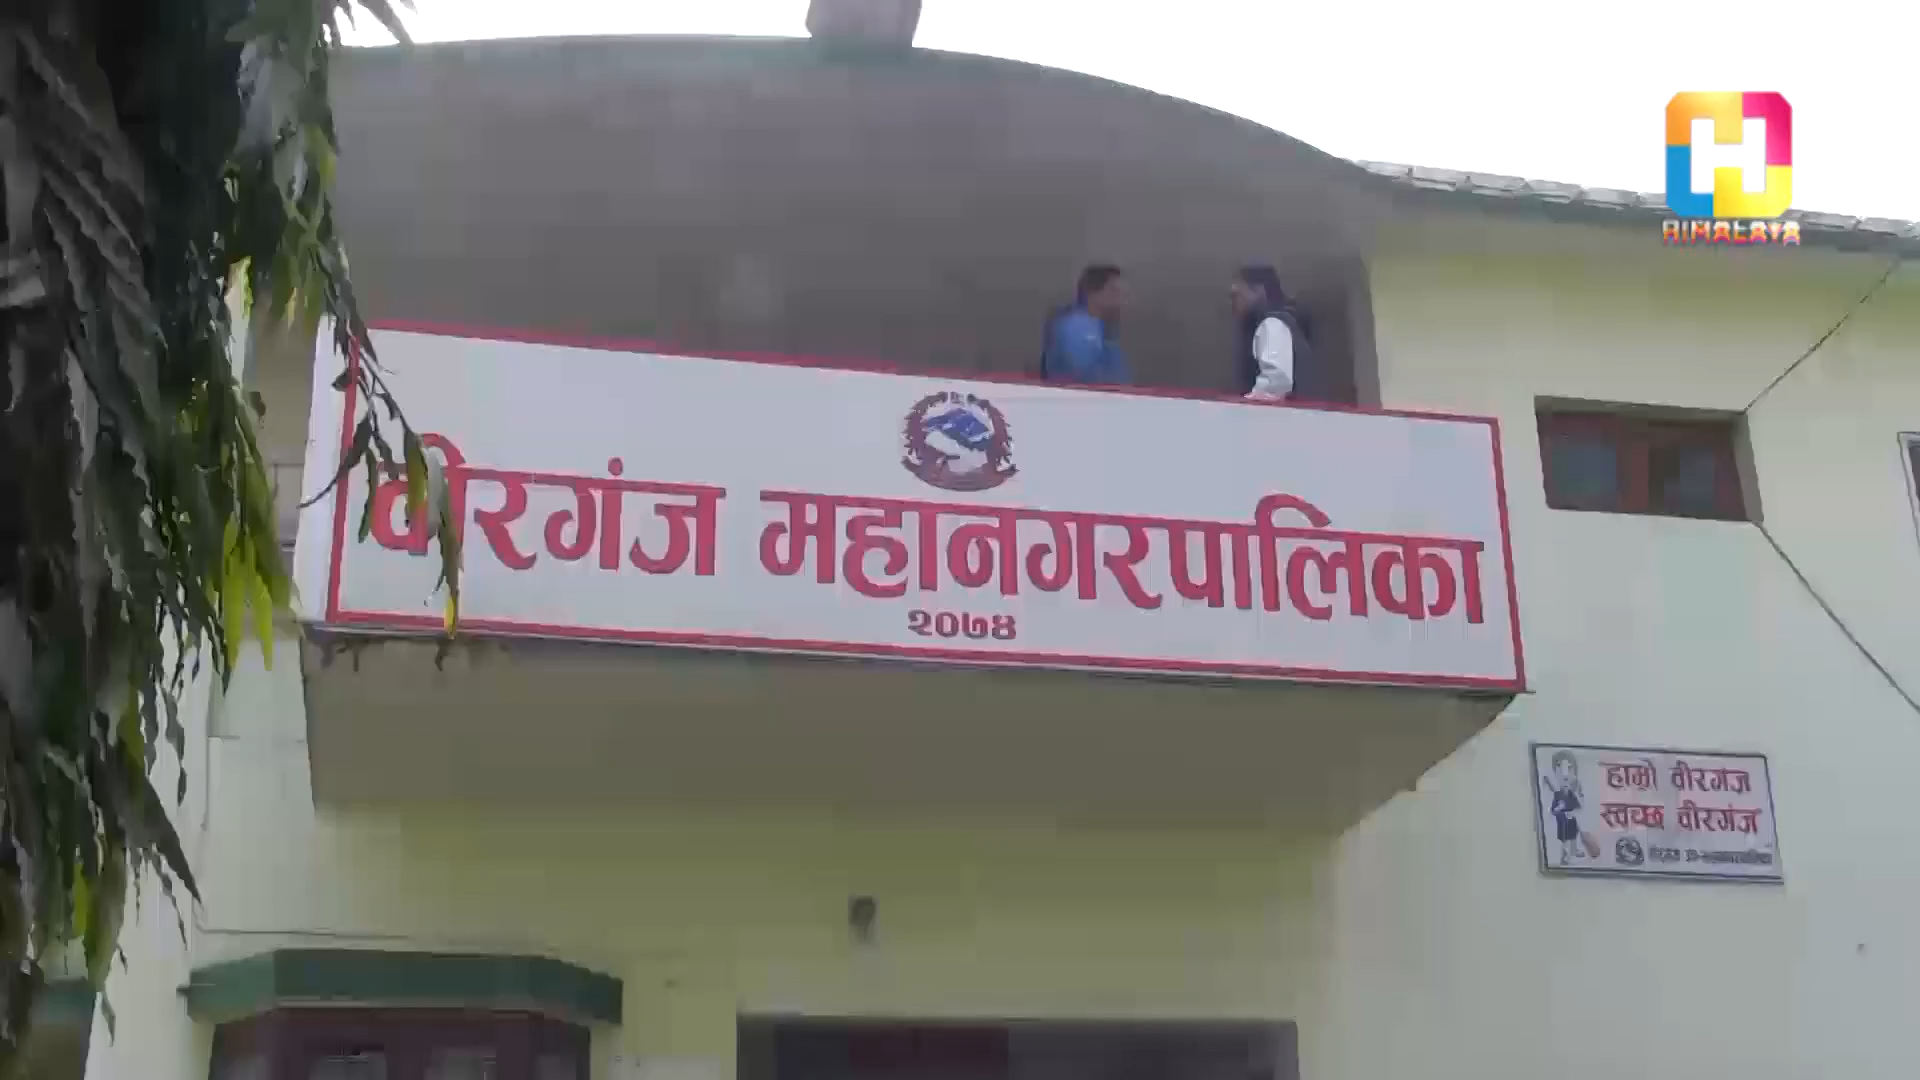 HIMALAYA
वीरगंज महानगरपालिका
२०७४
हाम्रो वीरगंज
स्वच्छ वीरगंज